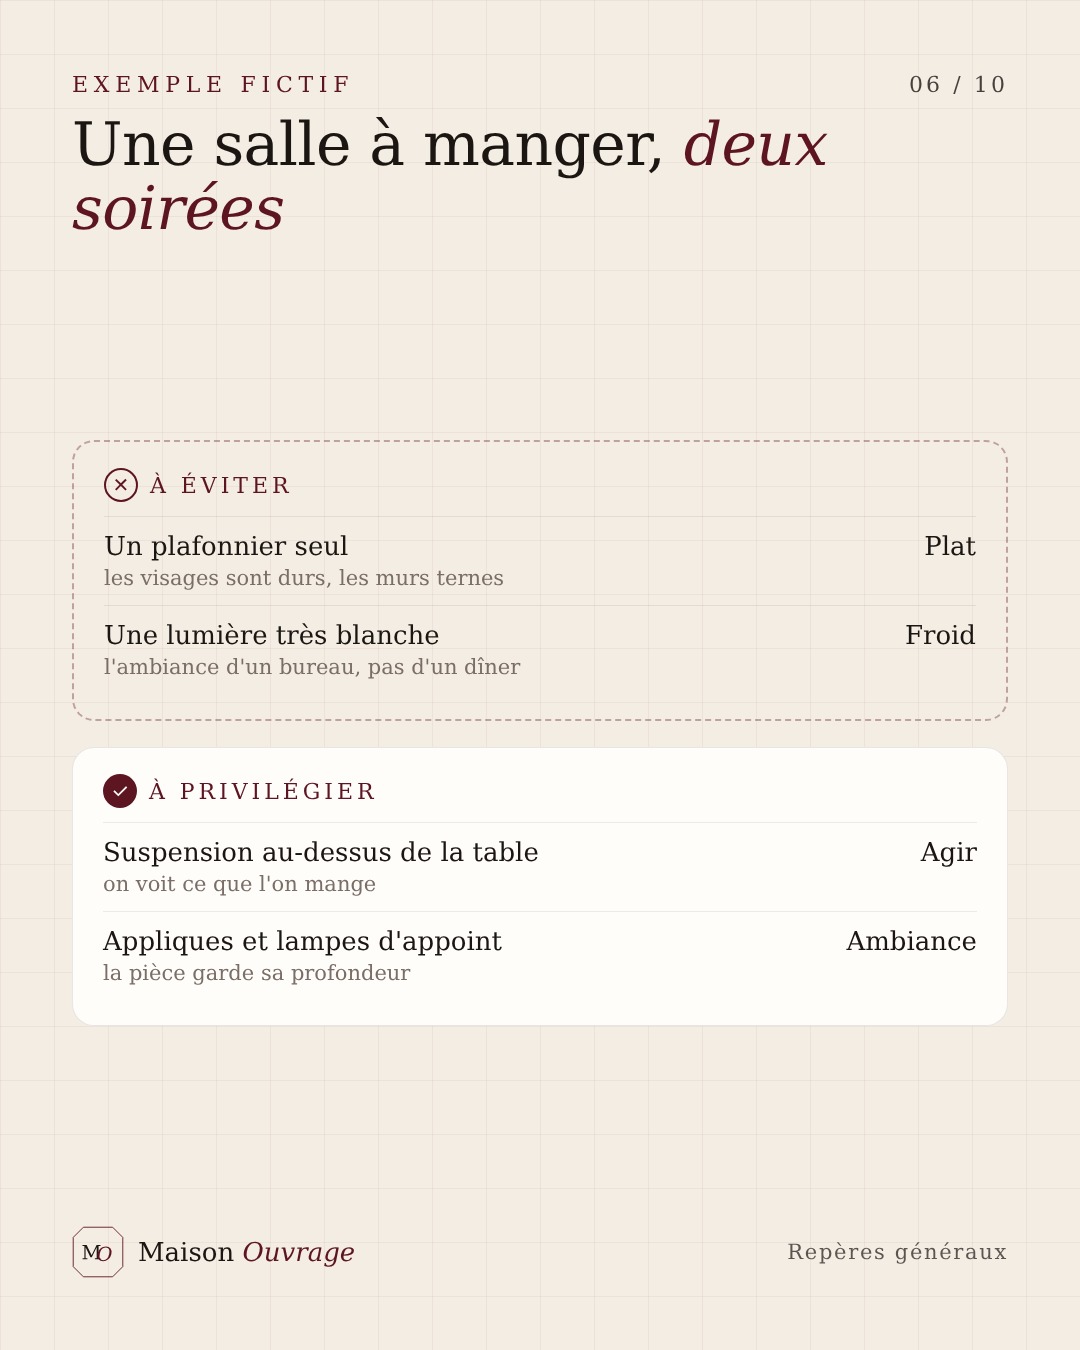 EXEMPLE FICTIF
06 / 10
Une salle à manger, deux
soirées
À ÉVITER
Un plafonnier seul
Plat
les visages sont durs, les murs ternes
Une lumière très blanche
Froid
l'ambiance d'un bureau, pas d'un dîner
À PRIVILÉGIER
Suspension au-dessus de la table
Agir
on voit ce que l'on mange
Appliques et lampes d'appoint
Ambiance
la pièce garde sa profondeur
MO
Maison Ouvrage
Repères généraux